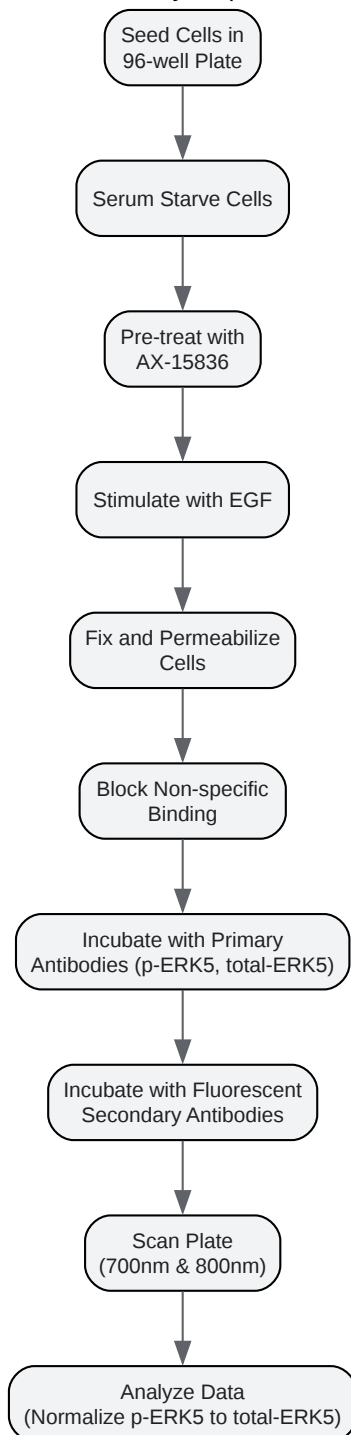 Seed Cells in
96-well Plate
Serum Starve Cells
Pre-treat with
AX-15836
Stimulate with EGF
Fix and Permeabilize
Cells
Block Non-specific
Binding
Incubate with Primary
Antibodies (p-ERK5, total-ERK5)
Incubate with Fluorescent
Secondary Antibodies
Scan Plate
(700nm & 800nm)
Analyze Data
(Normalize p-ERK5 to total-ERK5)